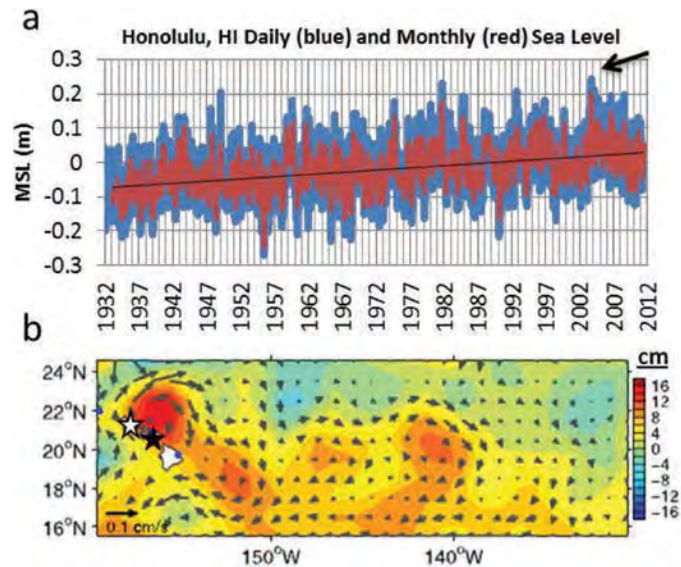 a
Honolulu, HI Daily (blue) and Monthly (red) Sea Level
MSL (m)
0.3
0.2
0.1
0
-0.1
-0.2
-0.3
1932
1937
1942
1947
1952
1957
1962
1967
1972
1977
1982
1987
1992
1997
2002
2007
2012
b
cm
24°N
22°N
20°N
18°N
16°N
0.1 cm/s
150°W
140°W
16
12
8
4
0
−4
−8
−12
−16